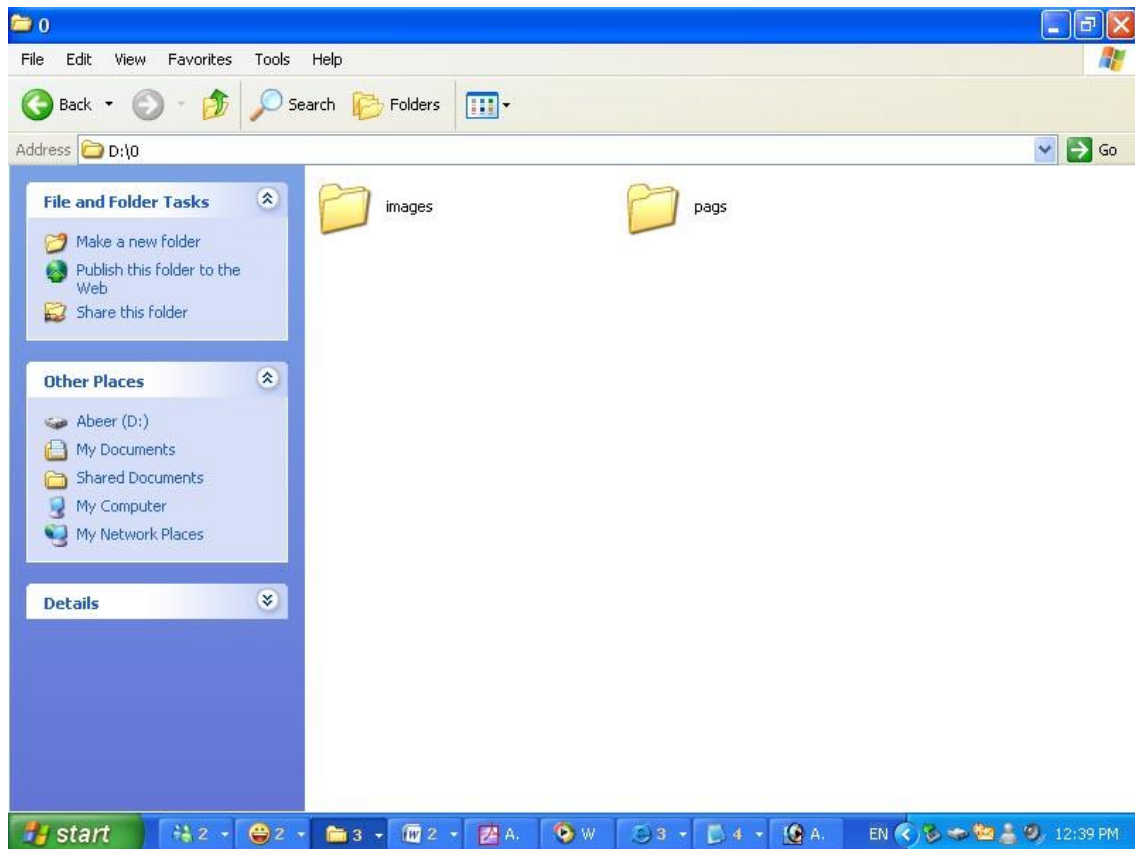 0
File Edit View Favorites Tools Help
Back Search Folders
Address D:\0 Go
File and Folder Tasks
Make a new folder
Publish this folder to the
Web
Share this folder
Other Places
Abeer (D:)
My Documents
Shared Documents
My Computer
My Network Places
Details
images pags
start 2 2 3 2 A. W 3 4 A. EN 12:39 PM